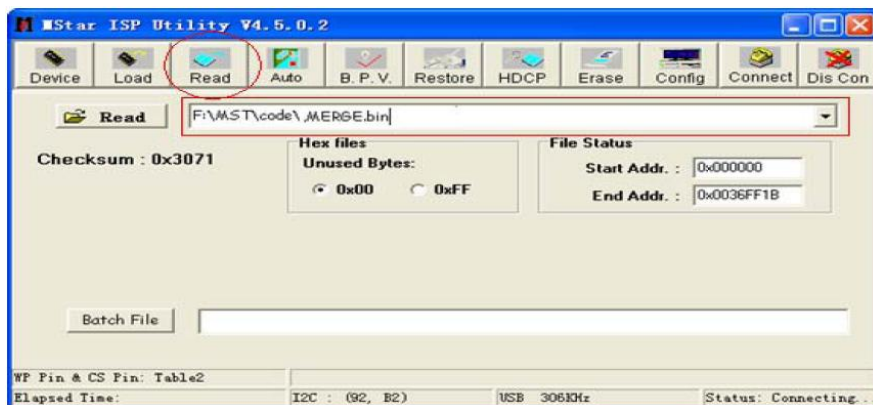 MStar ISP Utility V4.5.0.2
Device Load Read Auto B.P.V. Restore HDCP Erase Config Connect Dis Con
Read F:\MST\code\,MERGE.bin
Checksum : 0x3071
Hex files
Unused Bytes:
0x00 0xFF
File Status
Start Addr. : 0x000000
End Addr. : 0x0036FF1B
Batch File
WP Pin & CS Pin: Table2
Elapsed Time: I2C : (92, B2) USB 306KHz Status: Connecting..